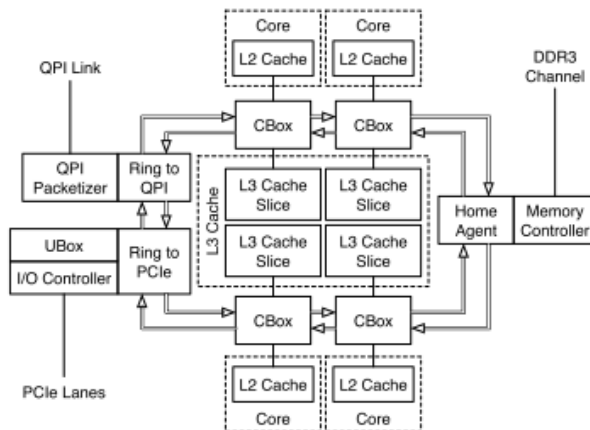 Core
Core
L2 Cache
L2 Cache
QPI Link
DDR3
Channel
CBox
CBox
QPI
Packetizer
Ring to
QPI
L3 Cache
L3 Cache
Slice
L3 Cache
Slice
L3 Cache
Slice
L3 Cache
Slice
Home
Agent
Memory
Controller
UBox
I/O Controller
Ring to
PCIe
CBox
CBox
L2 Cache
L2 Cache
PCIe Lanes
Core
Core